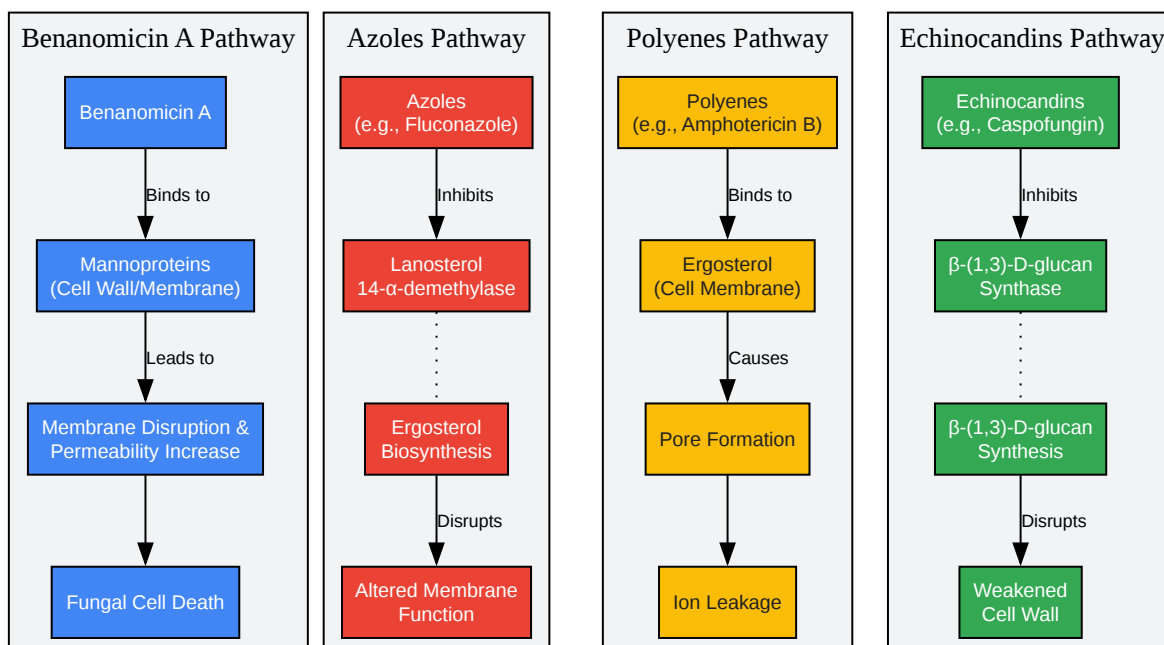 Benanomicin A Pathway
Benanomicin A
Binds to
Mannoproteins
(Cell Wall/Membrane)
Leads to
Membrane Disruption &
Permeability Increase
Fungal Cell Death
Azoles Pathway
Azoles
(e.g., Fluconazole)
Inhibits
Lanosterol
14-α-demethylase
Ergosterol
Biosynthesis
Disrupts
Altered Membrane
Function
Polyenes Pathway
Polyenes
(e.g., Amphotericin B)
Binds to
Ergosterol
(Cell Membrane)
Causes
Pore Formation
Ion Leakage
Echinocandins Pathway
Echinocandins
(e.g., Caspofungin)
Inhibits
β-(1,3)-D-glucan
Synthase
β-(1,3)-D-glucan
Synthesis
Disrupts
Weakened
Cell Wall